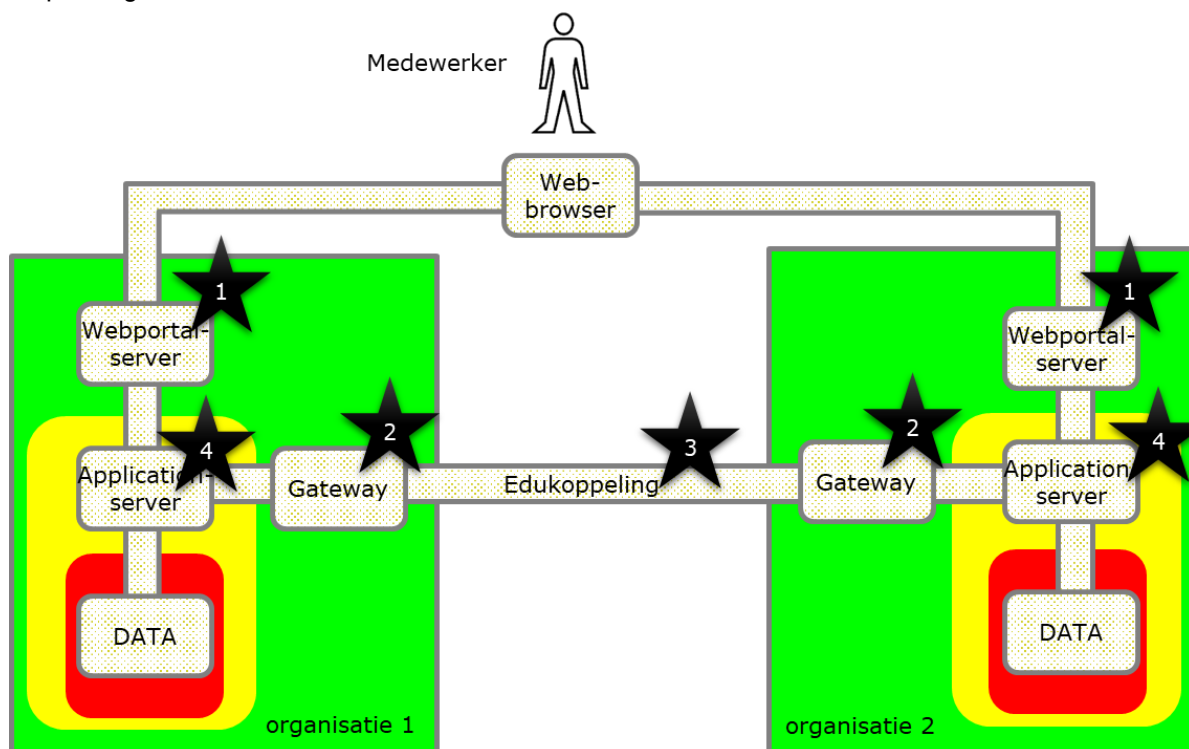 Medewerker
Web-
browser
1
1
Webportal-
server
Webportal-
server
2
2
3
4
4
Application-
server
Gateway
Edukoppeling
Gateway
Application
server
DATA
DATA
organisatie 1
organisatie 2